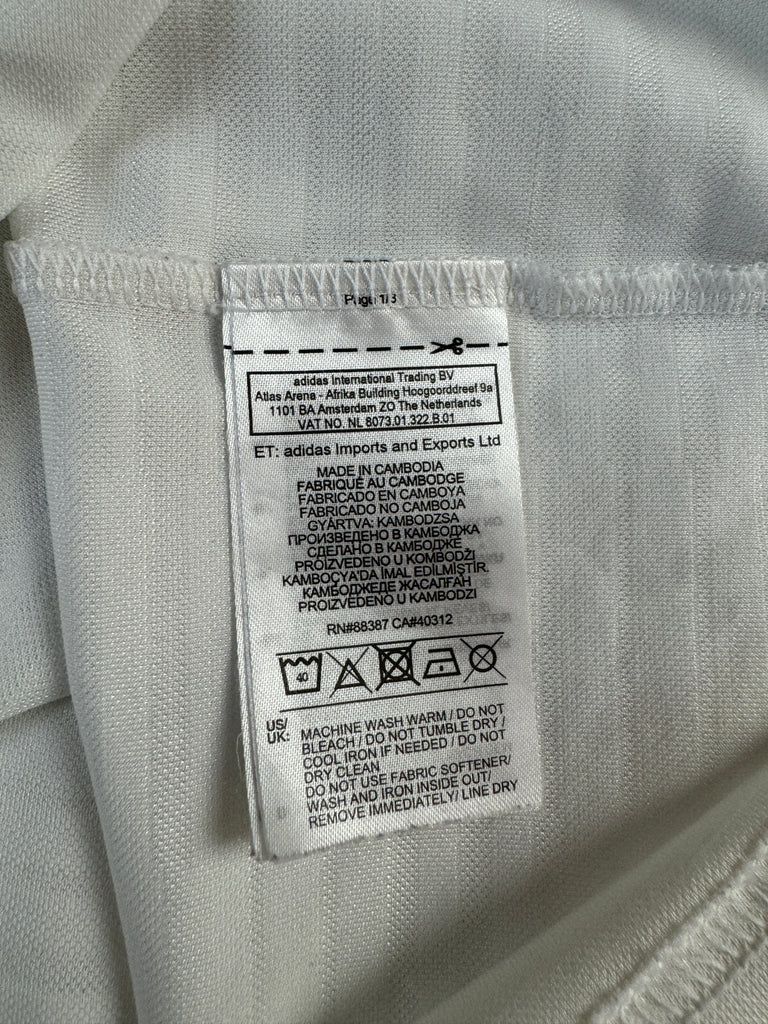 Page 1/3
adidas International Trading BV
Atlas Arena - Afrika Building Hoogoorddreef 9a
1101 BA Amsterdam ZO The Netherlands
VAT NO. NL 8073.01.322.B.01
ET: adidas Imports and Exports Ltd
MADE IN CAMBODIA
FABRIQUÉ AU CAMBODGE
FABRICADO EN CAMBOYA
FABRICADO NO CAMBOJA
GYÁRTVA: KAMBODZSA
ПРОИЗВЕДЕНО В КАМБОДЖА
СДЕЛАНО В КАМБОДЖЕ
PROIZVEDENO U KOMBODŽI
KAMBOÇYA'DA İMAL EDİLMİŞTİR.
КАМБОДЖЕДЕ ЖАСАЛҒАН
PROIZVEDENO U KAMBODZI
RN#88387 CA#40312
40
US/
UK: MACHINE WASH WARM / DO NOT
BLEACH / DO NOT TUMBLE DRY /
COOL IRON IF NEEDED / DO NOT
DRY CLEAN
DO NOT USE FABRIC SOFTENER/
WASH AND IRON INSIDE OUT/
REMOVE IMMEDIATELY/ LINE DRY